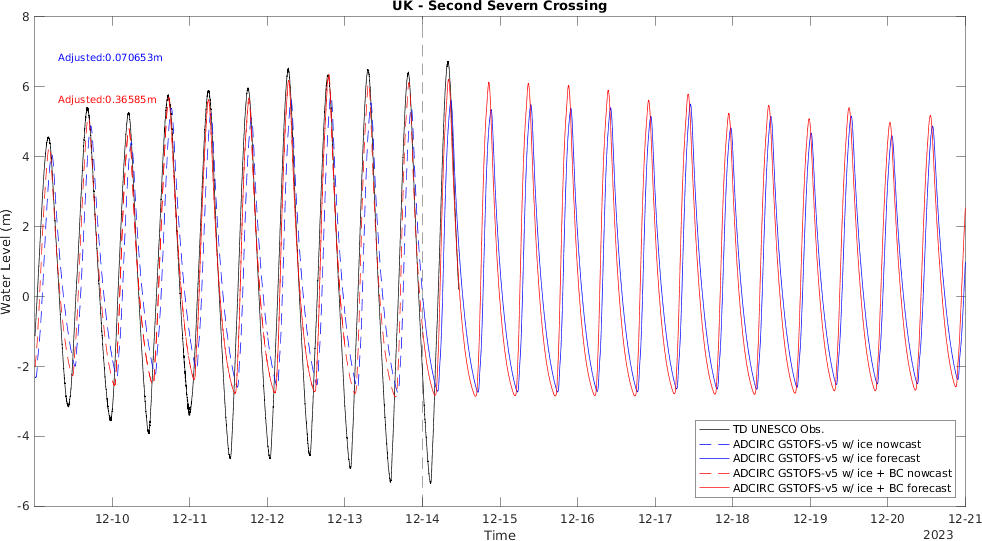 UK - Second Severn Crossing
8
6
4
2
0
-2
-4
-6
Water Level (m)
Adjusted:0.070653m
Adjusted:0.36585m
TD UNESCO Obs.
ADCIRC GSTOFS-v5 w/ ice nowcast
ADCIRC GSTOFS-v5 w/ ice forecast
ADCIRC GSTOFS-v5 w/ ice + BC nowcast
ADCIRC GSTOFS-v5 w/ ice + BC forecast
12-10 12-11 12-12 12-13 12-14 12-15 12-16 12-17 12-18 12-19 12-20 12-21
Time
2023